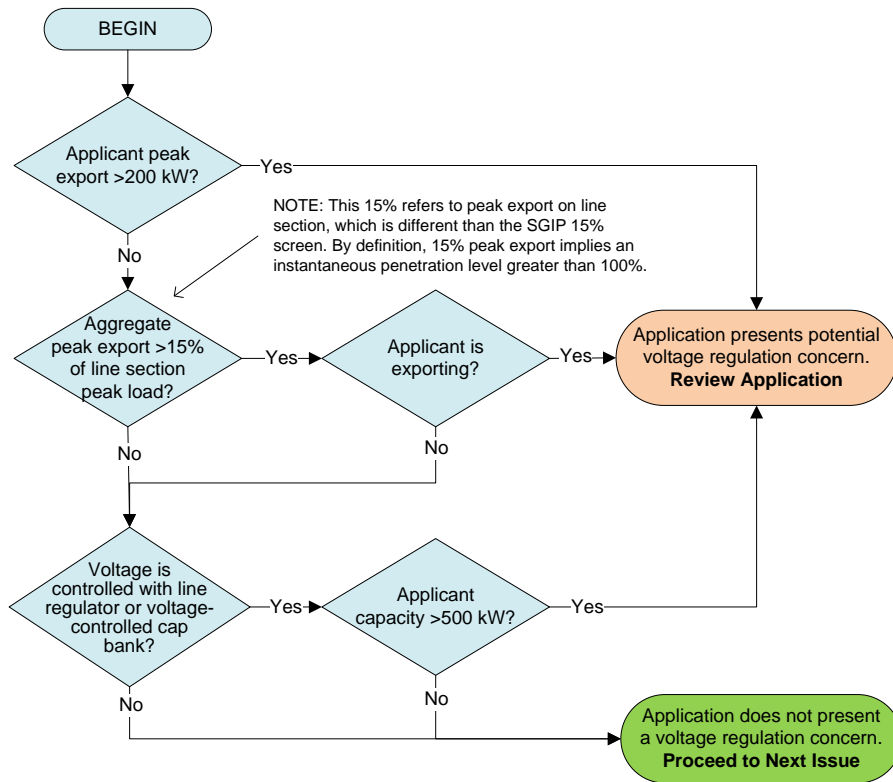 BEGIN
Applicant peak
export >200 kW?
Yes
NOTE: This 15% refers to peak export on line
section, which is different than the SGIP 15%
screen. By definition, 15% peak export implies an
instantaneous penetration level greater than 100%.
No
Aggregate
peak export >15%
of line section
peak load?
Yes
Applicant is
exporting?
Yes
Application presents potential
voltage regulation concern.
Review Application
No
No
Voltage is
controlled with line
regulator or voltage-
controlled cap
bank?
Yes
Applicant
capacity >500 kW?
Yes
No
No
Application does not present
a voltage regulation concern.
Proceed to Next Issue